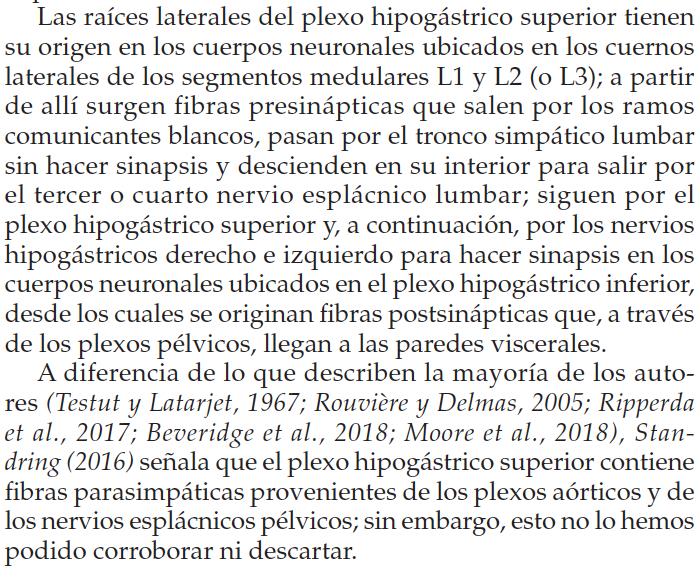 Las raíces laterales del plexo hipogástrico superior tienen
su origen en los cuerpos neuronales ubicados en los cuernos
laterales de los segmentos medulares L1 y L2 (o L3); a partir
de allí surgen fibras presinápticas que salen por los ramos
comunicantes blancos, pasan por el tronco simpático lumbar
sin hacer sinapsis y descienden en su interior para salir por
el tercer o cuarto nervio esplácnico lumbar; siguen por el
plexo hipogástrico superior y, a continuación, por los nervios
hipogástricos derecho e izquierdo para hacer sinapsis en los
cuerpos neuronales ubicados en el plexo hipogástrico inferior,
desde los cuales se originan fibras postsinápticas que, a través
de los plexos pélvicos, llegan a las paredes viscerales.
A diferencia de lo que describen la mayoría de los auto-
res (Testut y Latarjet, 1967; Rouvière y Delmas, 2005; Ripperda
et al., 2017; Beveridge et al., 2018; Moore et al., 2018), Stan-
dring (2016) señala que el plexo hipogástrico superior contiene
fibras parasimpáticas provenientes de los plexos aórticos y de
los nervios esplácnicos pélvicos; sin embargo, esto no lo hemos
podido corroborar ni descartar.